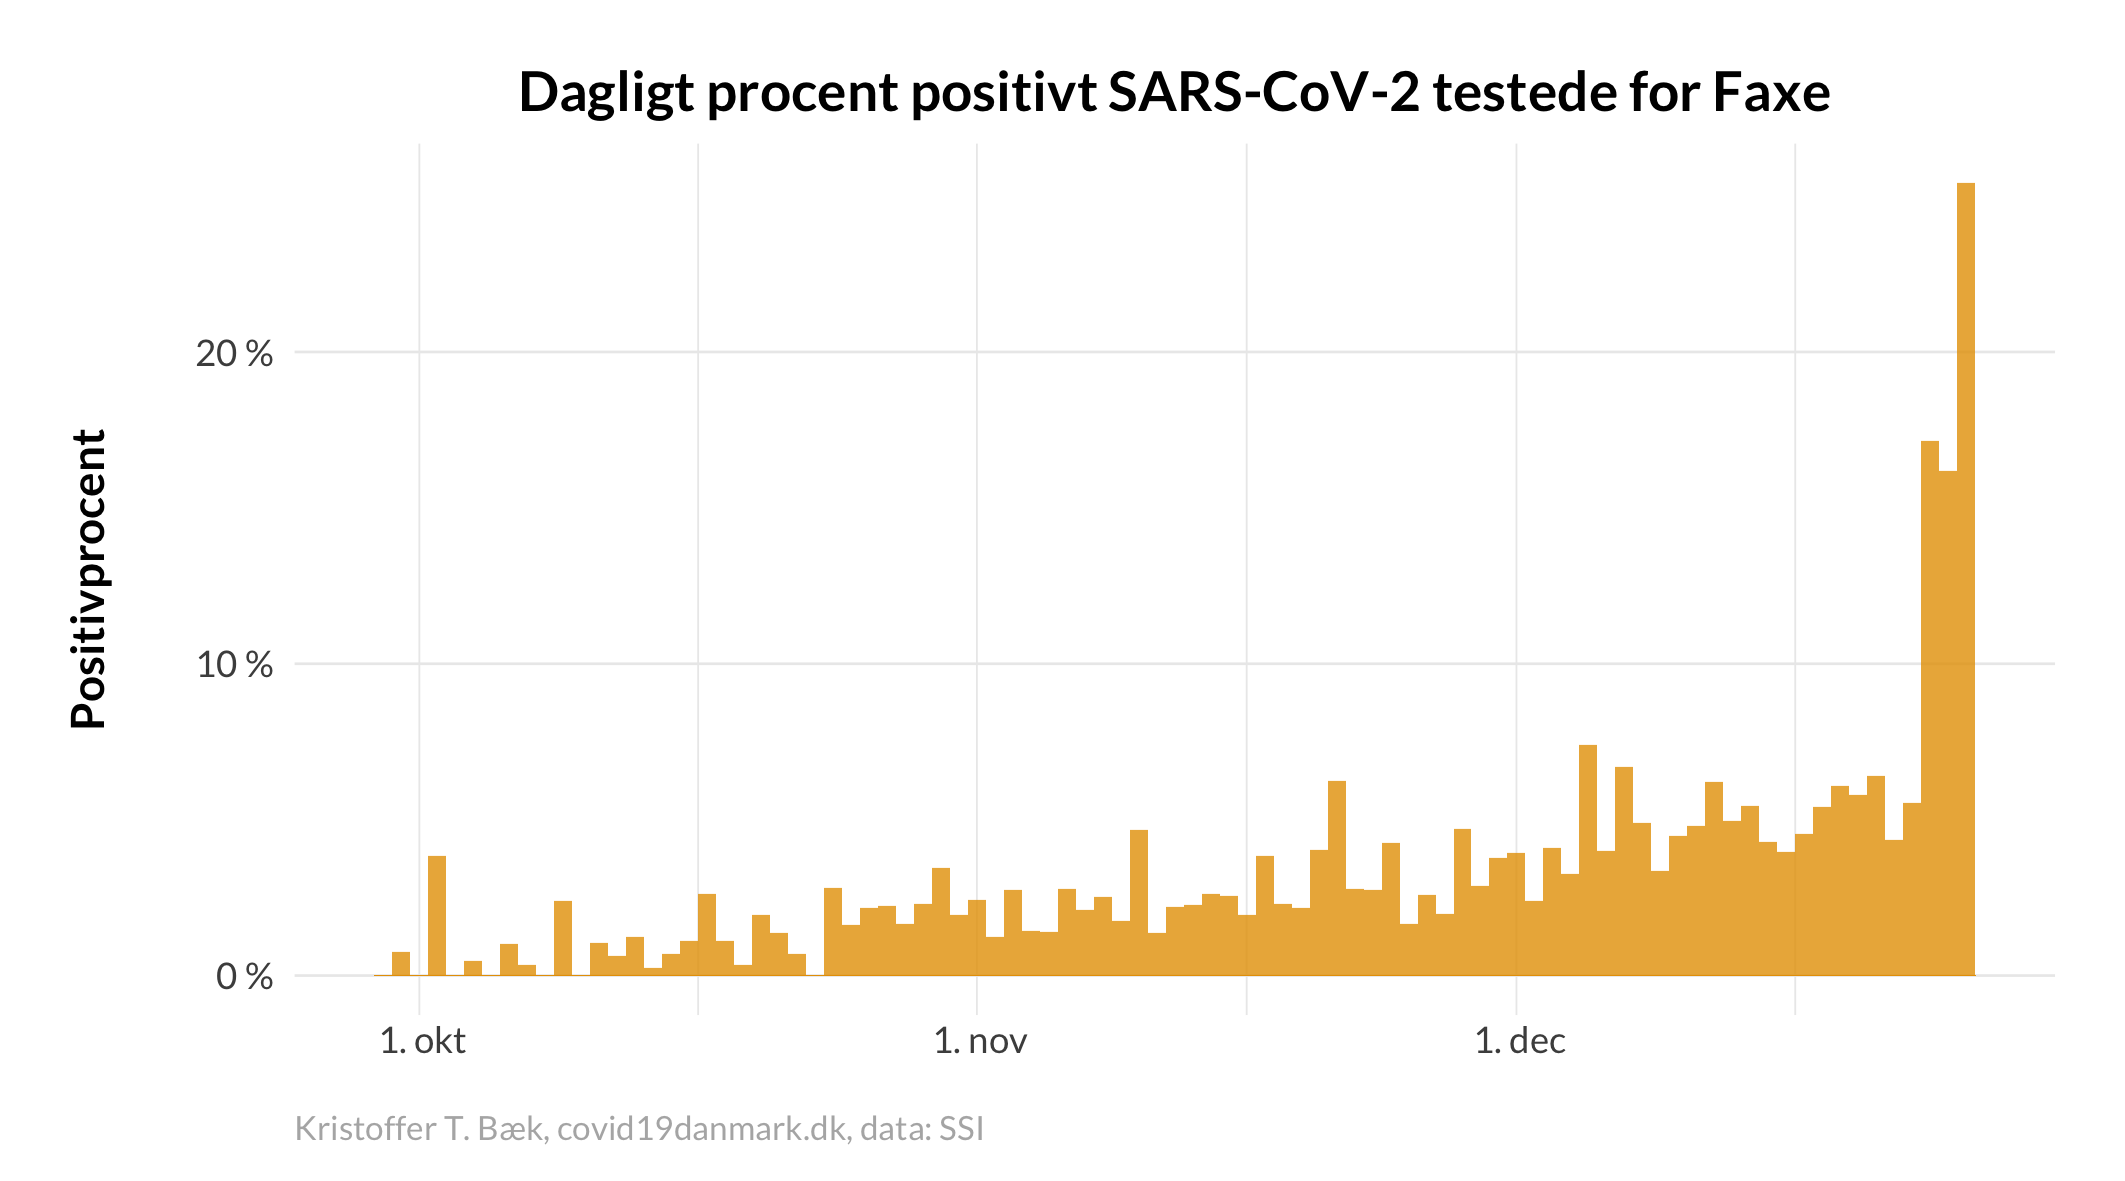 Dagligt procent positivt SARS-CoV-2 testede for Faxe
Positivprocent
20 %
10 %
0 %
1. okt
1. nov
1. dec
Kristoffer T. Bæk, covid19danmark.dk, data: SSI